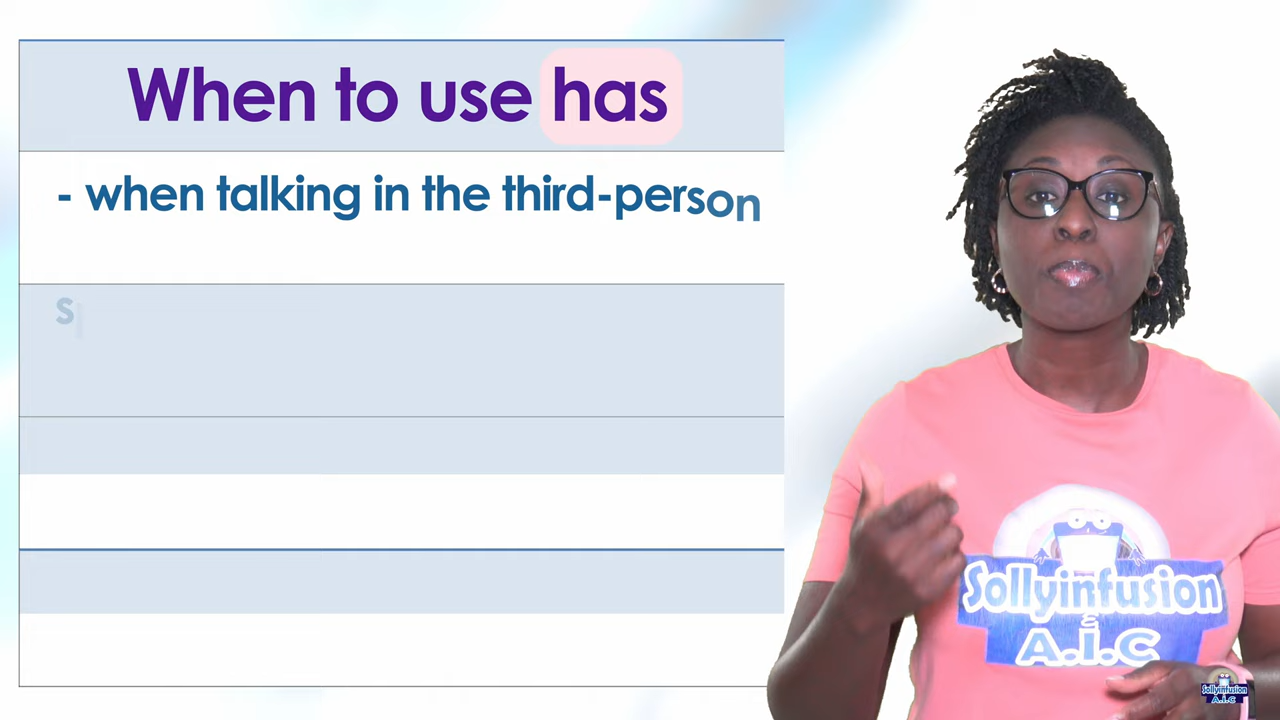 When to use has
- when talking in the third-person
s
Sollyinfusion
&
A.i.C
Sollyinfusion
A.i.C